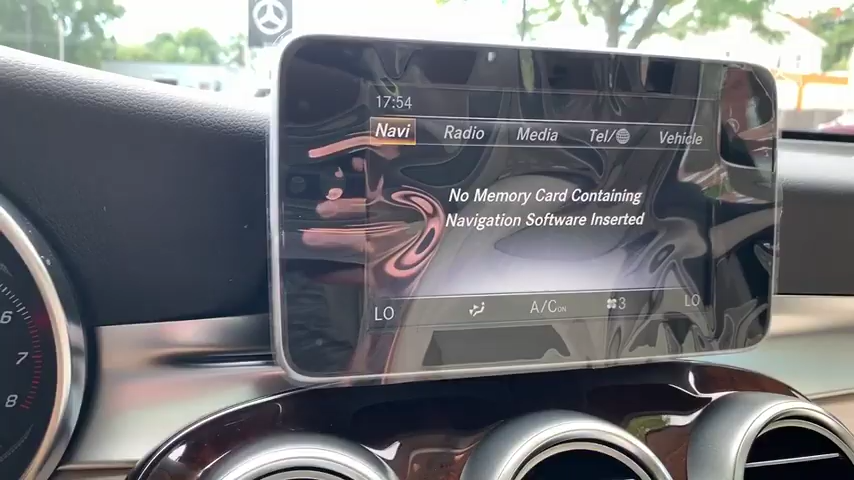 17:54
Navi Radio Media Tel/ Vehicle
No Memory Card Containing
Navigation Software Inserted
LO A/C ON 3 LO
6
7
8